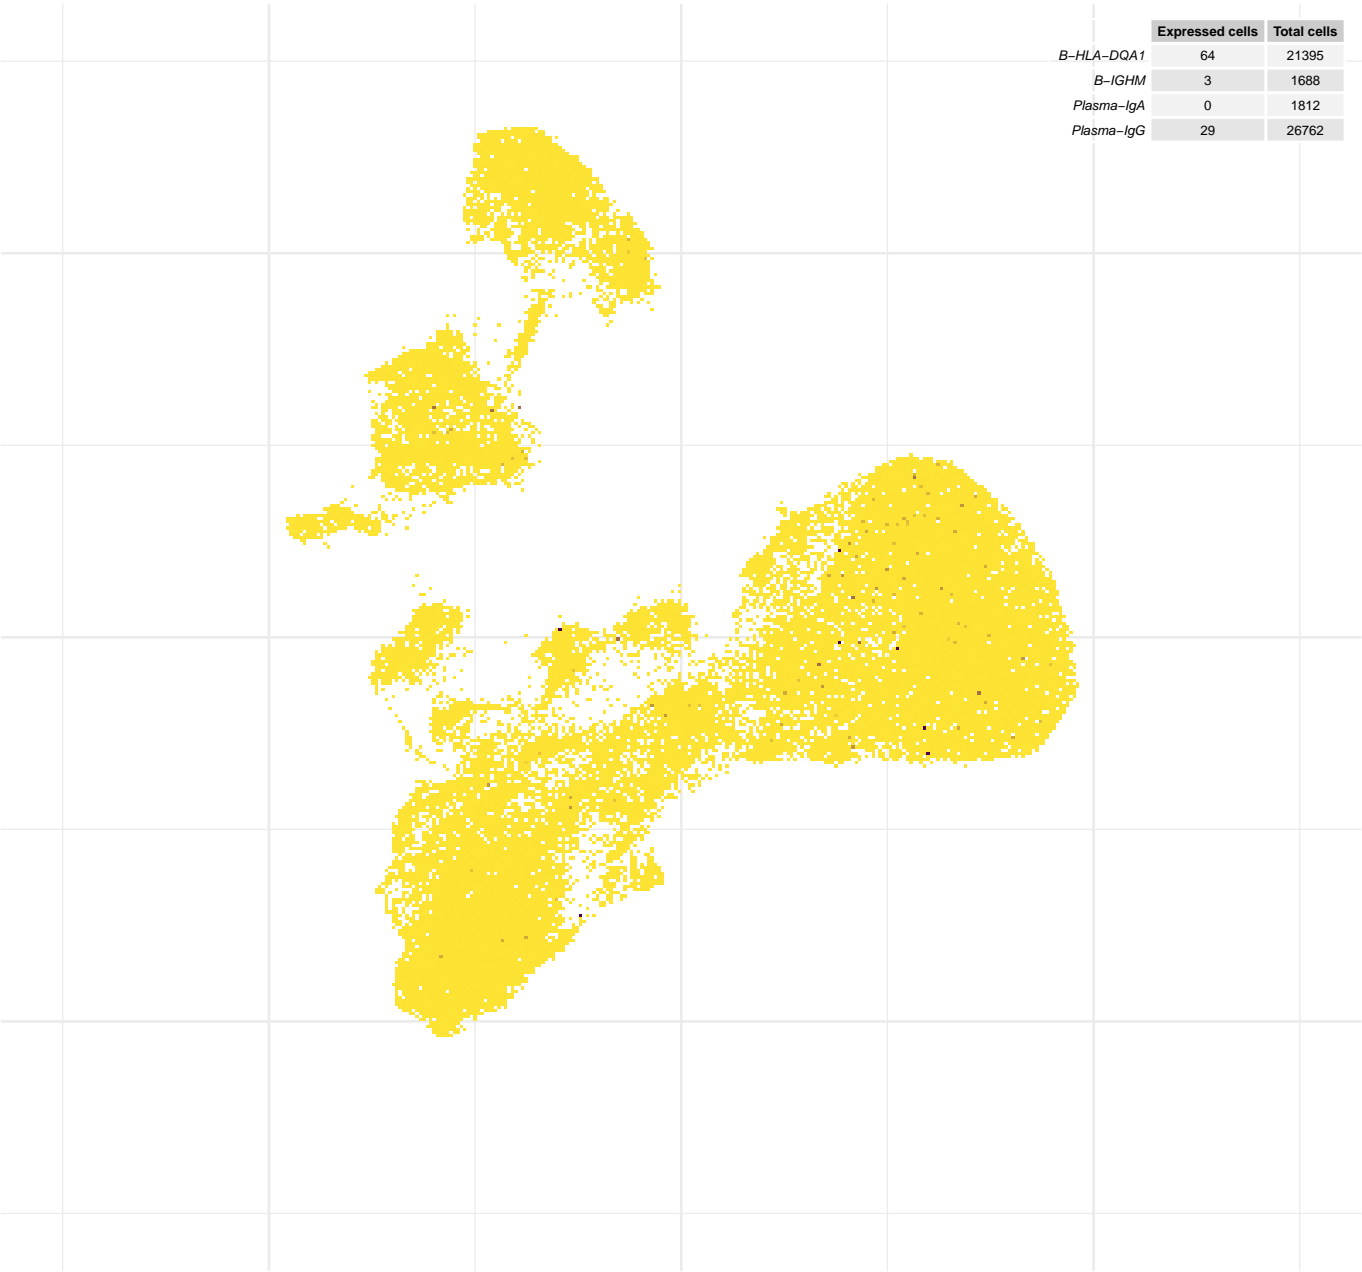 Expressed cells Total cells
B−HLA−DQA1 64 21395
B−IGHM 3 1688
Plasma−IgA 0 1812
Plasma−IgG 29 26762